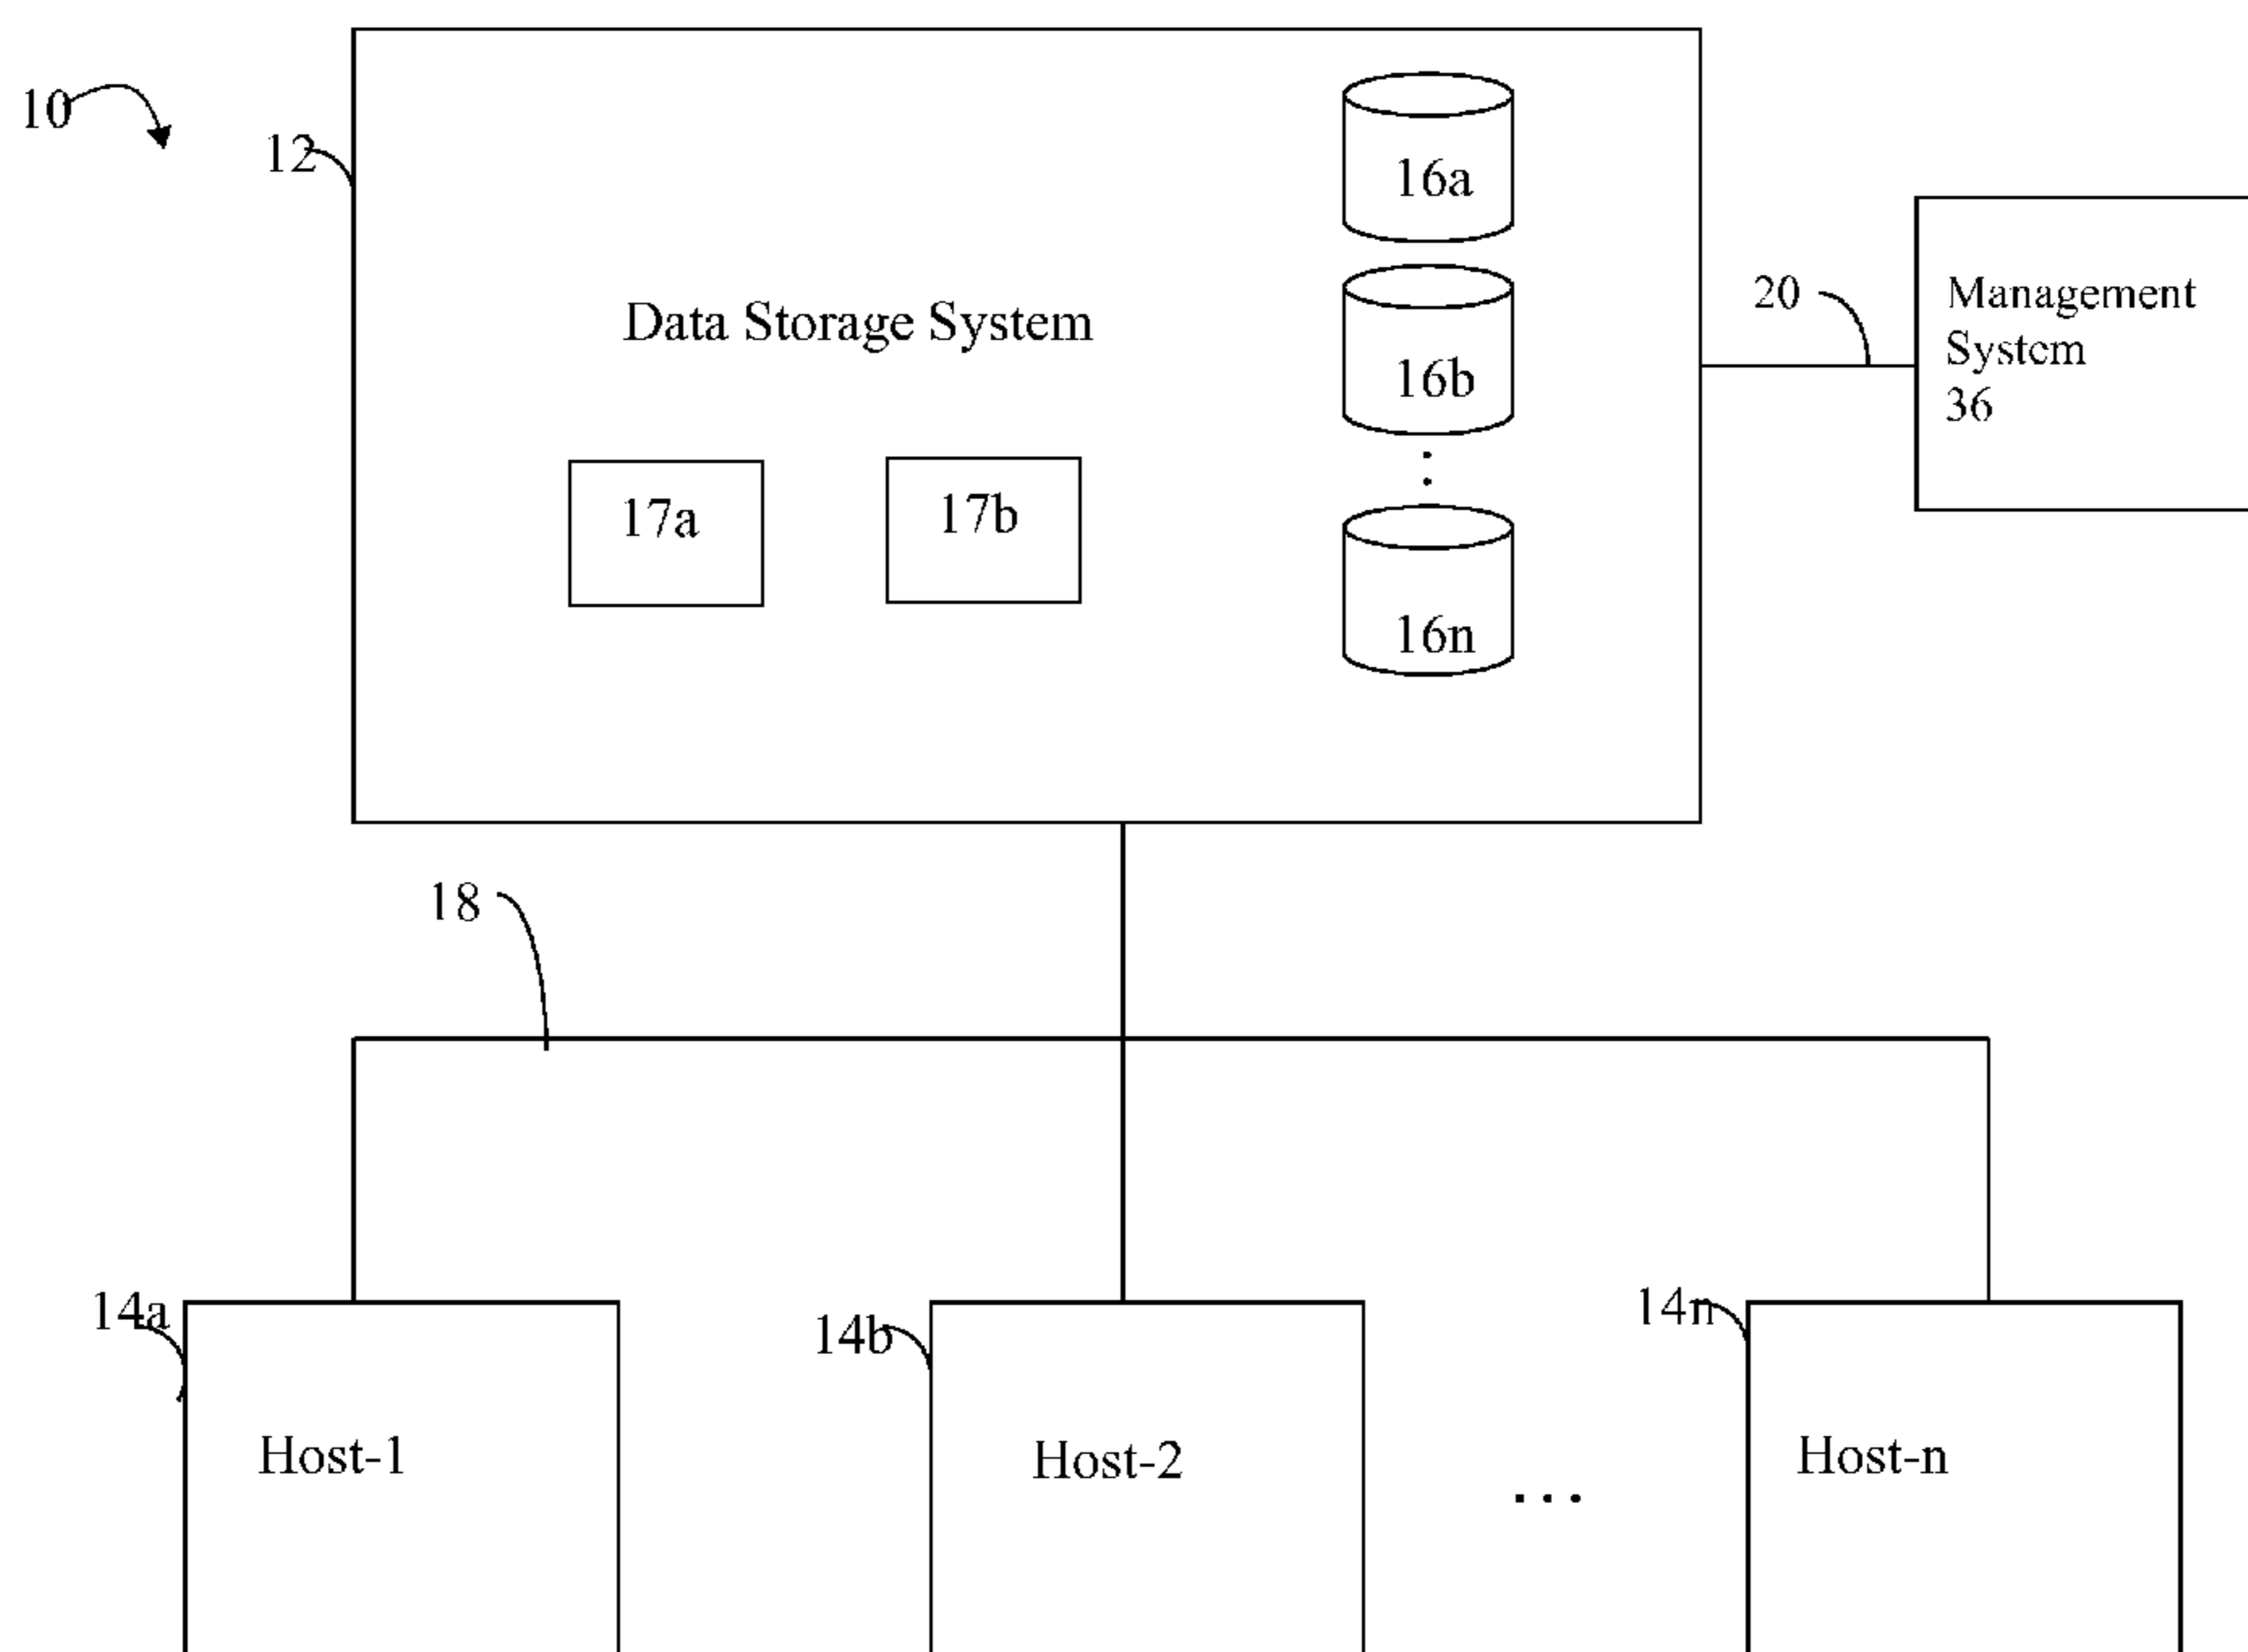 10
12
16a
20
Management
System
36
Data Storage System
16b
17a
17b
16n
18
14a
14b
14n
Host-1
Host-2
...
Host-n